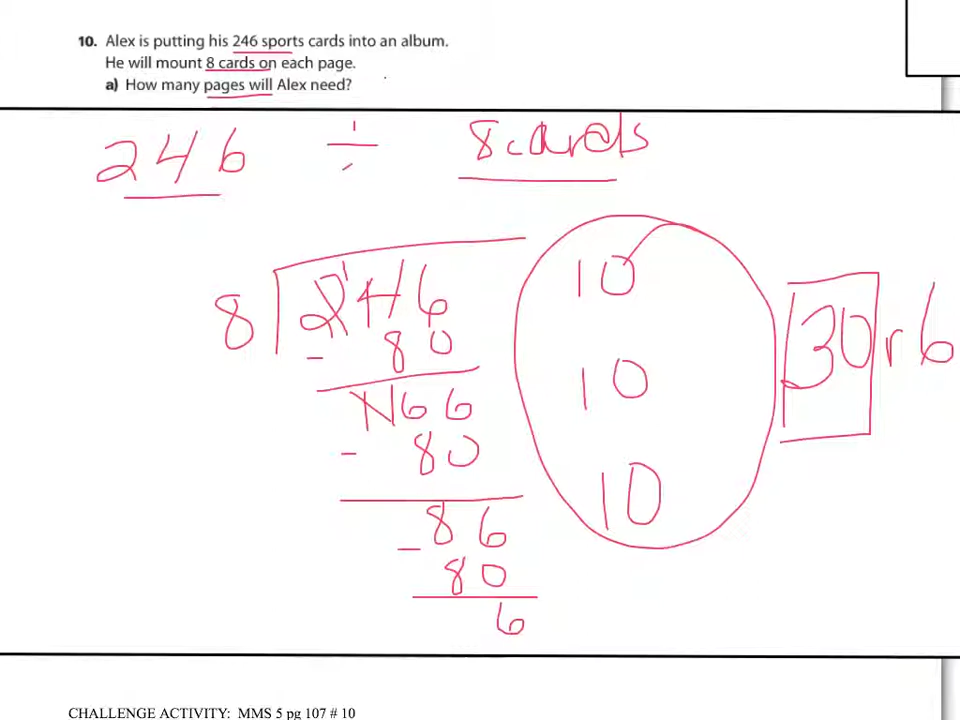 10. Alex is putting his 246 sports cards into an album.
He will mount 8 cards on each page.
a) How many pages will Alex need?
246 ÷ 8 cards
8 246
- 80 10
166
- 80 10
30 r 6
- 86
80 10
6
CHALLENGE ACTIVITY: MMS 5 pg 107 # 10